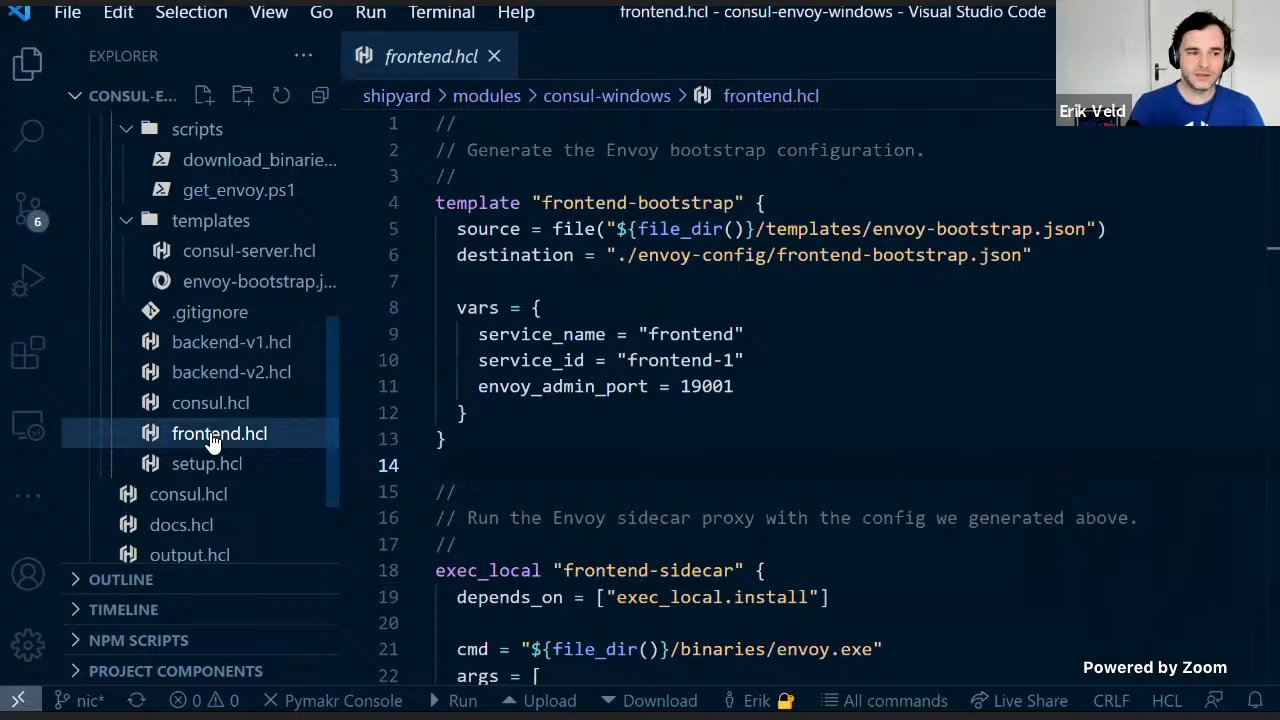 File Edit Selection View Go Run Terminal Help frontend.hcl - consul-envoy-windows - Visual Studio Code
EXPLORER ···
CONSUL-E...
scripts
download_binarie...
get_envoy.ps1
templates
consul-server.hcl
envoy-bootstrap.j...
.gitignore
backend-v1.hcl
backend-v2.hcl
consul.hcl
frontend.hcl
setup.hcl
consul.hcl
docs.hcl
output.hcl
OUTLINE
TIMELINE
NPM SCRIPTS
PROJECT COMPONENTS
6
frontend.hcl
shipyard > modules > consul-windows > frontend.hcl
1 //
2 // Generate the Envoy bootstrap configuration.
3 //
4 template "frontend-bootstrap" {
5 source = file("${file_dir()}/templates/envoy-bootstrap.json")
6 destination = "./envoy-config/frontend-bootstrap.json"
7
8 vars = {
9 service_name = "frontend"
10 service_id = "frontend-1"
11 envoy_admin_port = 19001
12 }
13 }
14
15 //
16 // Run the Envoy sidecar proxy with the config we generated above.
17 //
18 exec_local "frontend-sidecar" {
19 depends_on = ["exec_local.install"]
20
21 cmd = "${file_dir()}/binaries/envoy.exe"
22 args = [
Erik Veld
Powered by Zoom
nic* 0 0 Pymakr Console Run Upload Download Erik All commands Live Share CRLF HCL